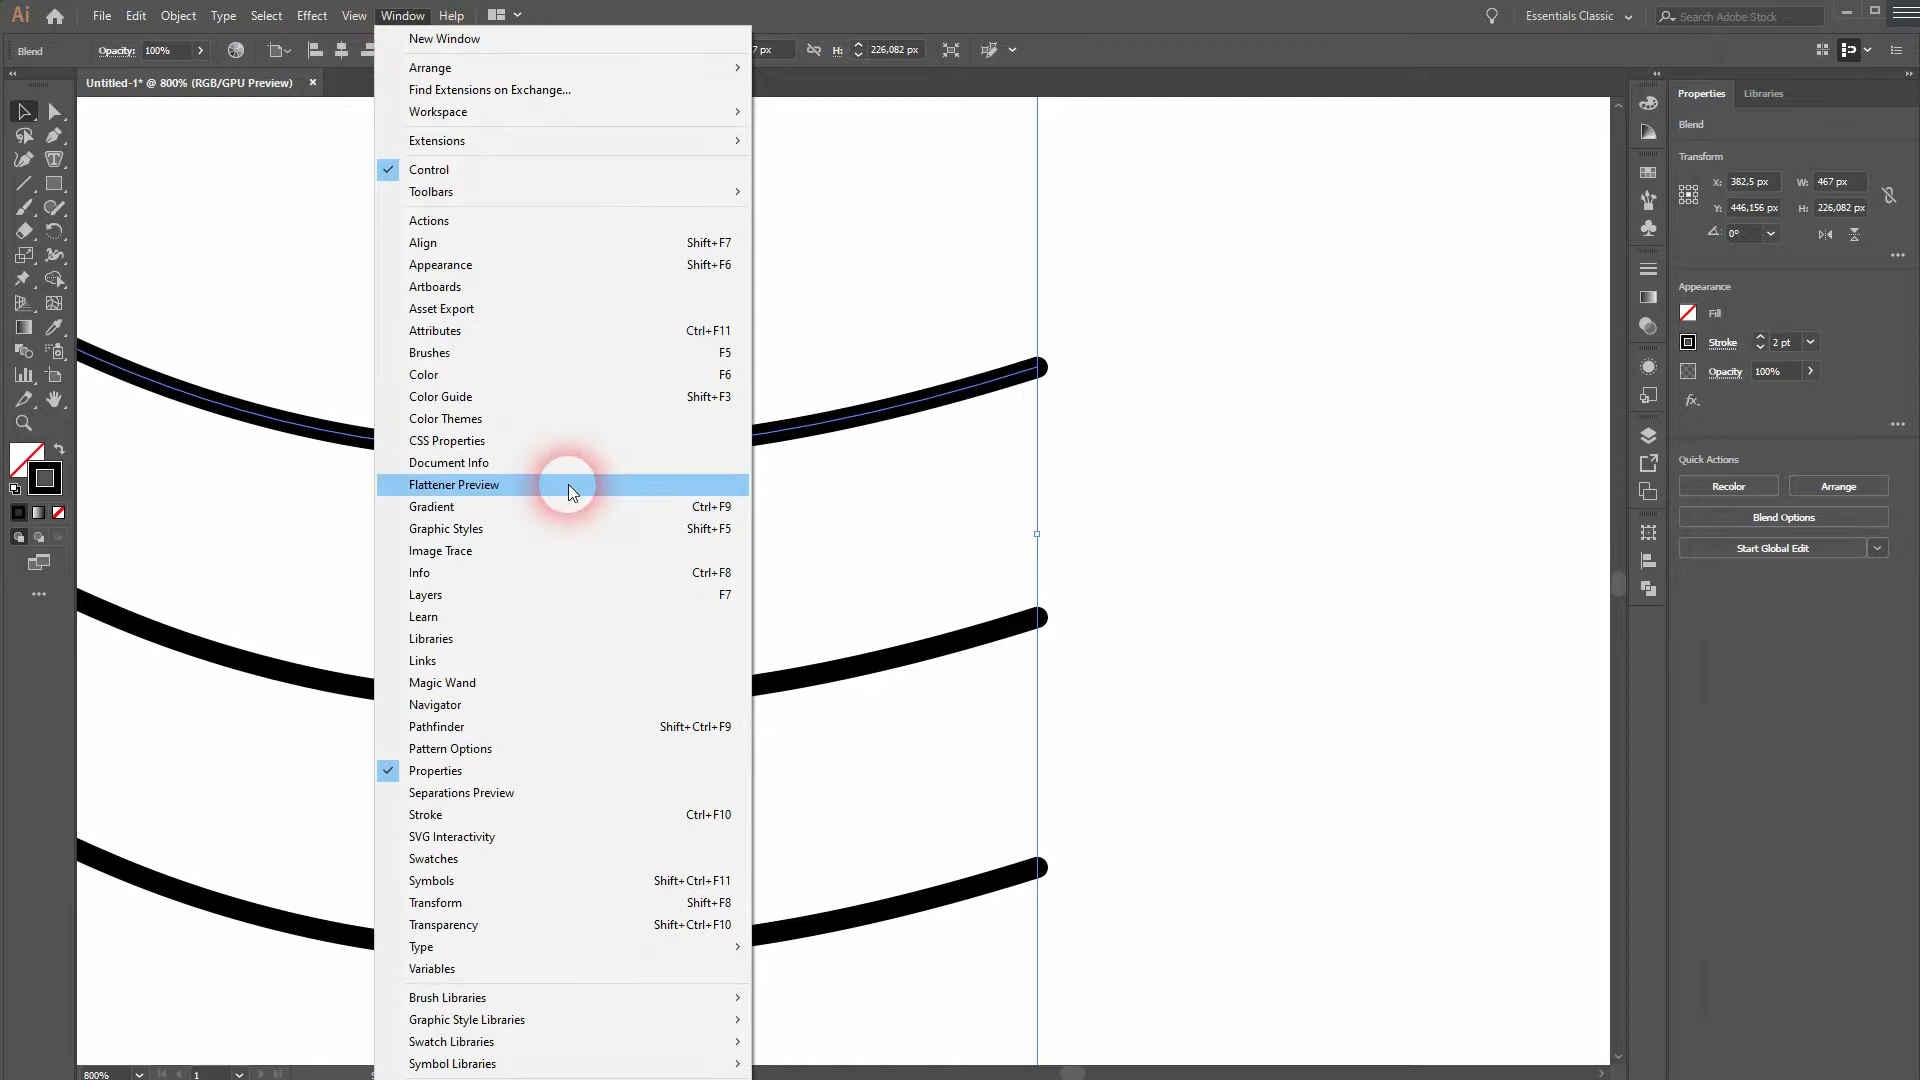 Ai File Edit Object Type Select Effect View Window Help Essentials Classic Search Adobe Stock
Blend Opacity: 100% 7 px H: 226,082 px
Untitled-1* @ 800% (RGB/GPU Preview)
New Window
Arrange
Find Extensions on Exchange...
Workspace
Extensions
Control
Toolbars
Actions
Align Shift+F7
Appearance Shift+F6
Artboards
Asset Export
Attributes Ctrl+F11
Brushes F5
Color F6
Color Guide Shift+F3
Color Themes
CSS Properties
Document Info
Flattener Preview
Gradient Ctrl+F9
Graphic Styles Shift+F5
Image Trace
Info Ctrl+F8
Layers F7
Learn
Libraries
Links
Magic Wand
Navigator
Pathfinder Shift+Ctrl+F9
Pattern Options
Properties
Separations Preview
Stroke Ctrl+F10
SVG Interactivity
Swatches
Symbols Shift+Ctrl+F11
Transform Shift+F8
Transparency Shift+Ctrl+F10
Type
Variables
Brush Libraries
Graphic Style Libraries
Swatch Libraries
Symbol Libraries
Properties Libraries
Blend
Transform
X: 382,5 px W: 467 px
Y: 446,156 px H: 226,082 px
0°
Appearance
Fill
Stroke 2 pt
Opacity 100%
fx.
Quick Actions
Recolor Arrange
Blend Options
Start Global Edit
800% 1